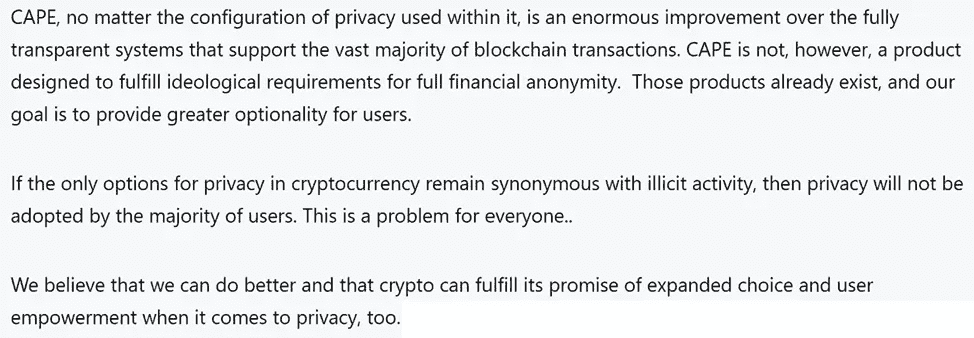 CAPE, no matter the configuration of privacy used within it, is an enormous improvement over the fully
transparent systems that support the vast majority of blockchain transactions. CAPE is not, however, a product
designed to fulfill ideological requirements for full financial anonymity.  Those products already exist, and our
goal is to provide greater optionality for users.
If the only options for privacy in cryptocurrency remain synonymous with illicit activity, then privacy will not be
adopted by the majority of users. This is a problem for everyone..
We believe that we can do better and that crypto can fulfill its promise of expanded choice and user
empowerment when it comes to privacy, too.